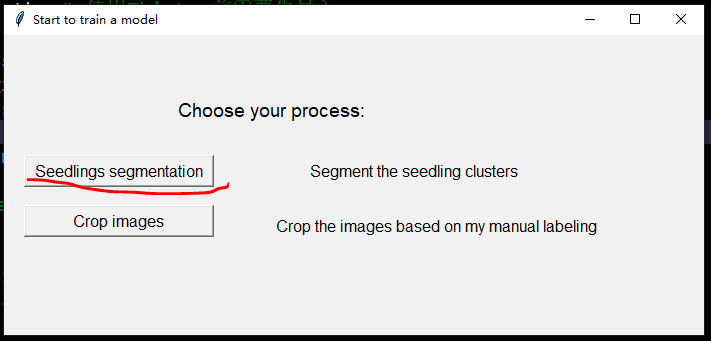 Start to train a model
Choose your process:
Seedlings segmentation
Segment the seedling clusters
Crop images
Crop the images based on my manual labeling